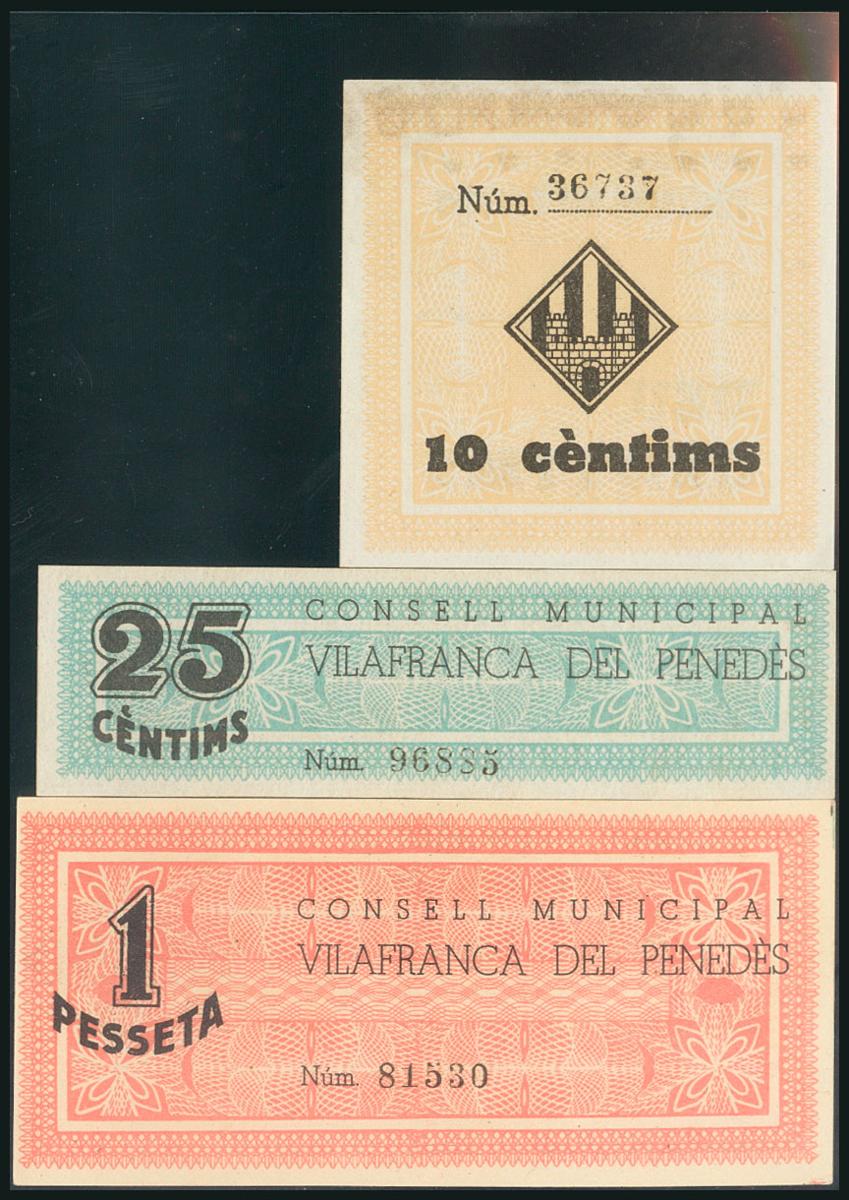 Núm. 36737
10 cèntims
25
CÈNTIMS
CONSELL MUNICIPAL
VILAFRANCA DEL PENEDÈS
Núm. 96885
1
PESSETA
CONSELL MUNICIPAL
VILAFRANCA DEL PENEDÈS
Núm. 81530